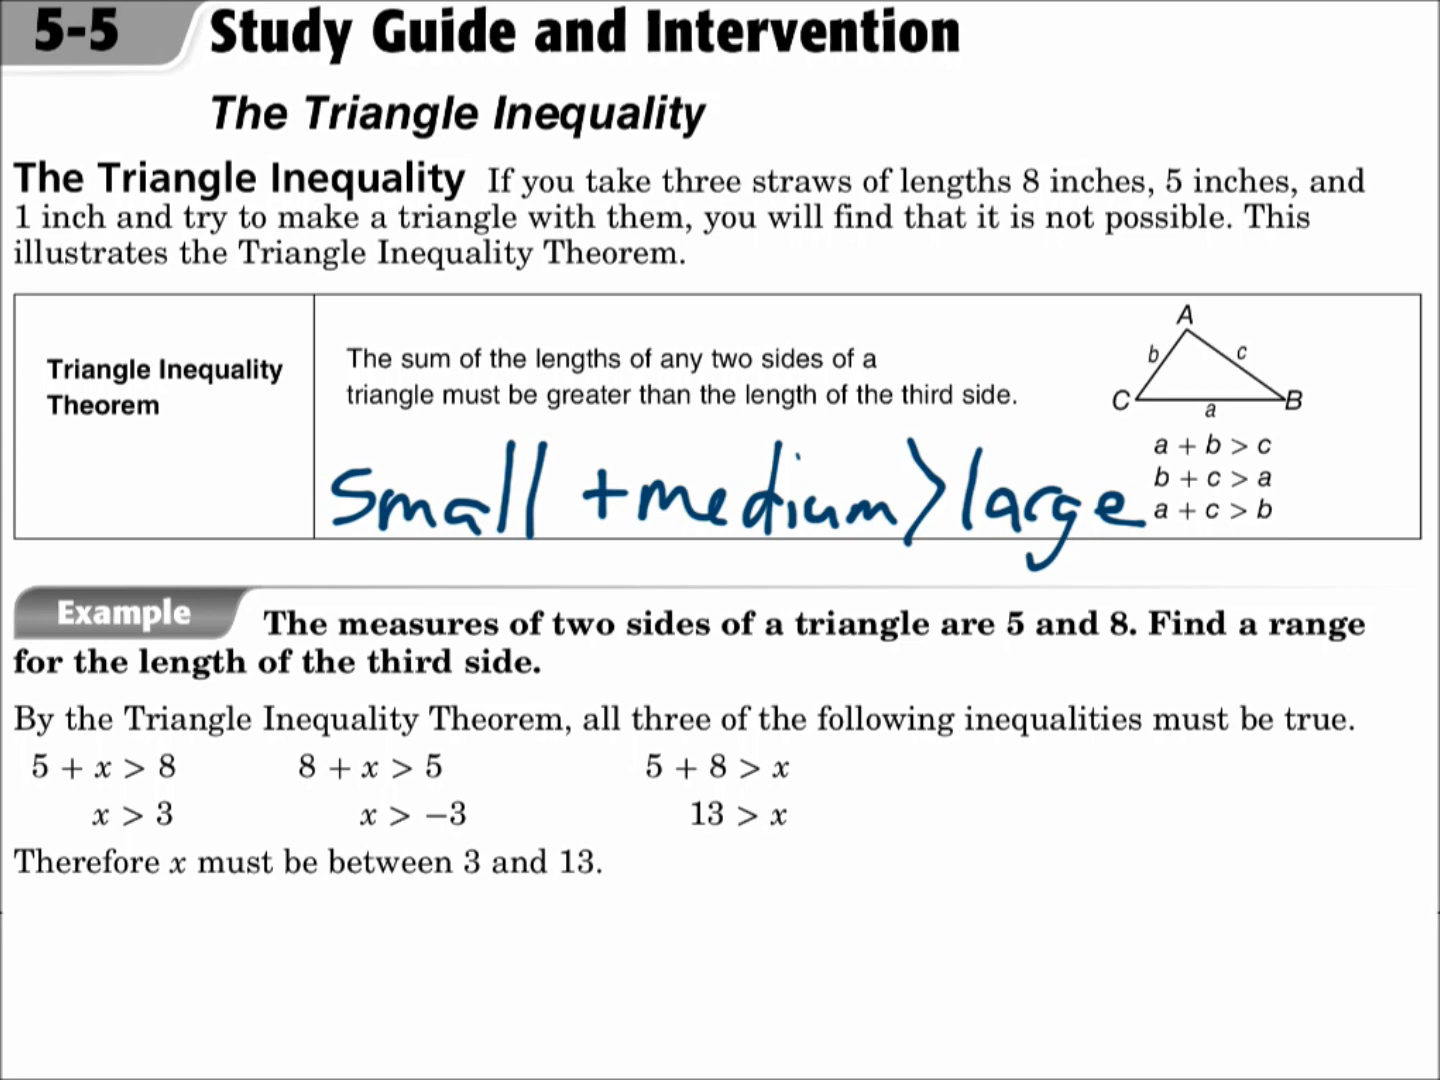 5-5 Study Guide and Intervention
The Triangle Inequality
The Triangle Inequality If you take three straws of lengths 8 inches, 5 inches, and
1 inch and try to make a triangle with them, you will find that it is not possible. This
illustrates the Triangle Inequality Theorem.
Triangle Inequality
Theorem
The sum of the lengths of any two sides of a
triangle must be greater than the length of the third side.
small + medium > large
A
b c
C B
a
a + b > c
b + c > a
a + c > b
Example The measures of two sides of a triangle are 5 and 8. Find a range
for the length of the third side.
By the Triangle Inequality Theorem, all three of the following inequalities must be true.
5 + x > 8 8 + x > 5 5 + 8 > x
x > 3 x > −3 13 > x
Therefore x must be between 3 and 13.